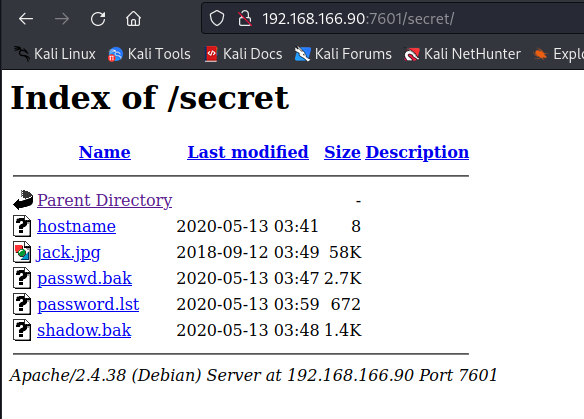 192.168.166.90:7601/secret/
Kali Linux Kali Tools Kali Docs Kali Forums Kali NetHunter Explo
Index of /secret
Name Last modified Size Description
Parent Directory -
hostname 2020-05-13 03:41 8
jack.jpg 2018-09-12 03:49 58K
passwd.bak 2020-05-13 03:47 2.7K
password.lst 2020-05-13 03:59 672
shadow.bak 2020-05-13 03:48 1.4K
Apache/2.4.38 (Debian) Server at 192.168.166.90 Port 7601